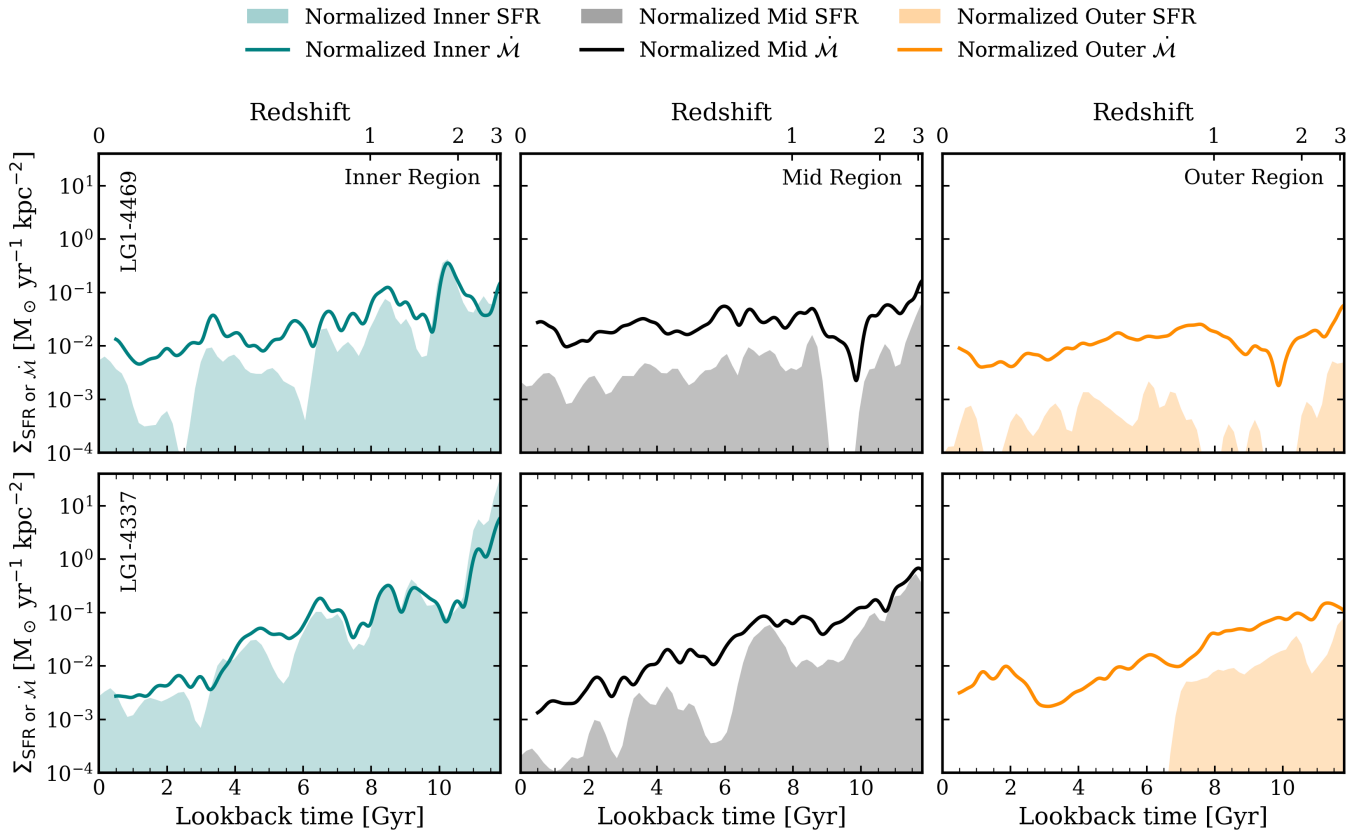 Normalized Inner SFR Normalized Mid SFR Normalized Outer SFR
Normalized Inner Ṁ Normalized Mid Ṁ Normalized Outer Ṁ
Redshift Redshift Redshift
0 1 2 3 0 1 2 3 0 1 2 3
Σ_SFR or Ṁ [M⊙ yr⁻¹ kpc⁻²]
10¹
10⁰
10⁻¹
10⁻²
10⁻³
10⁻⁴
LG1-4469
Inner Region Mid Region Outer Region
Σ_SFR or Ṁ [M⊙ yr⁻¹ kpc⁻²]
10¹
10⁰
10⁻¹
10⁻²
10⁻³
10⁻⁴
LG1-4337
0 2 4 6 8 10 0 2 4 6 8 10 0 2 4 6 8 10
Lookback time [Gyr] Lookback time [Gyr] Lookback time [Gyr]